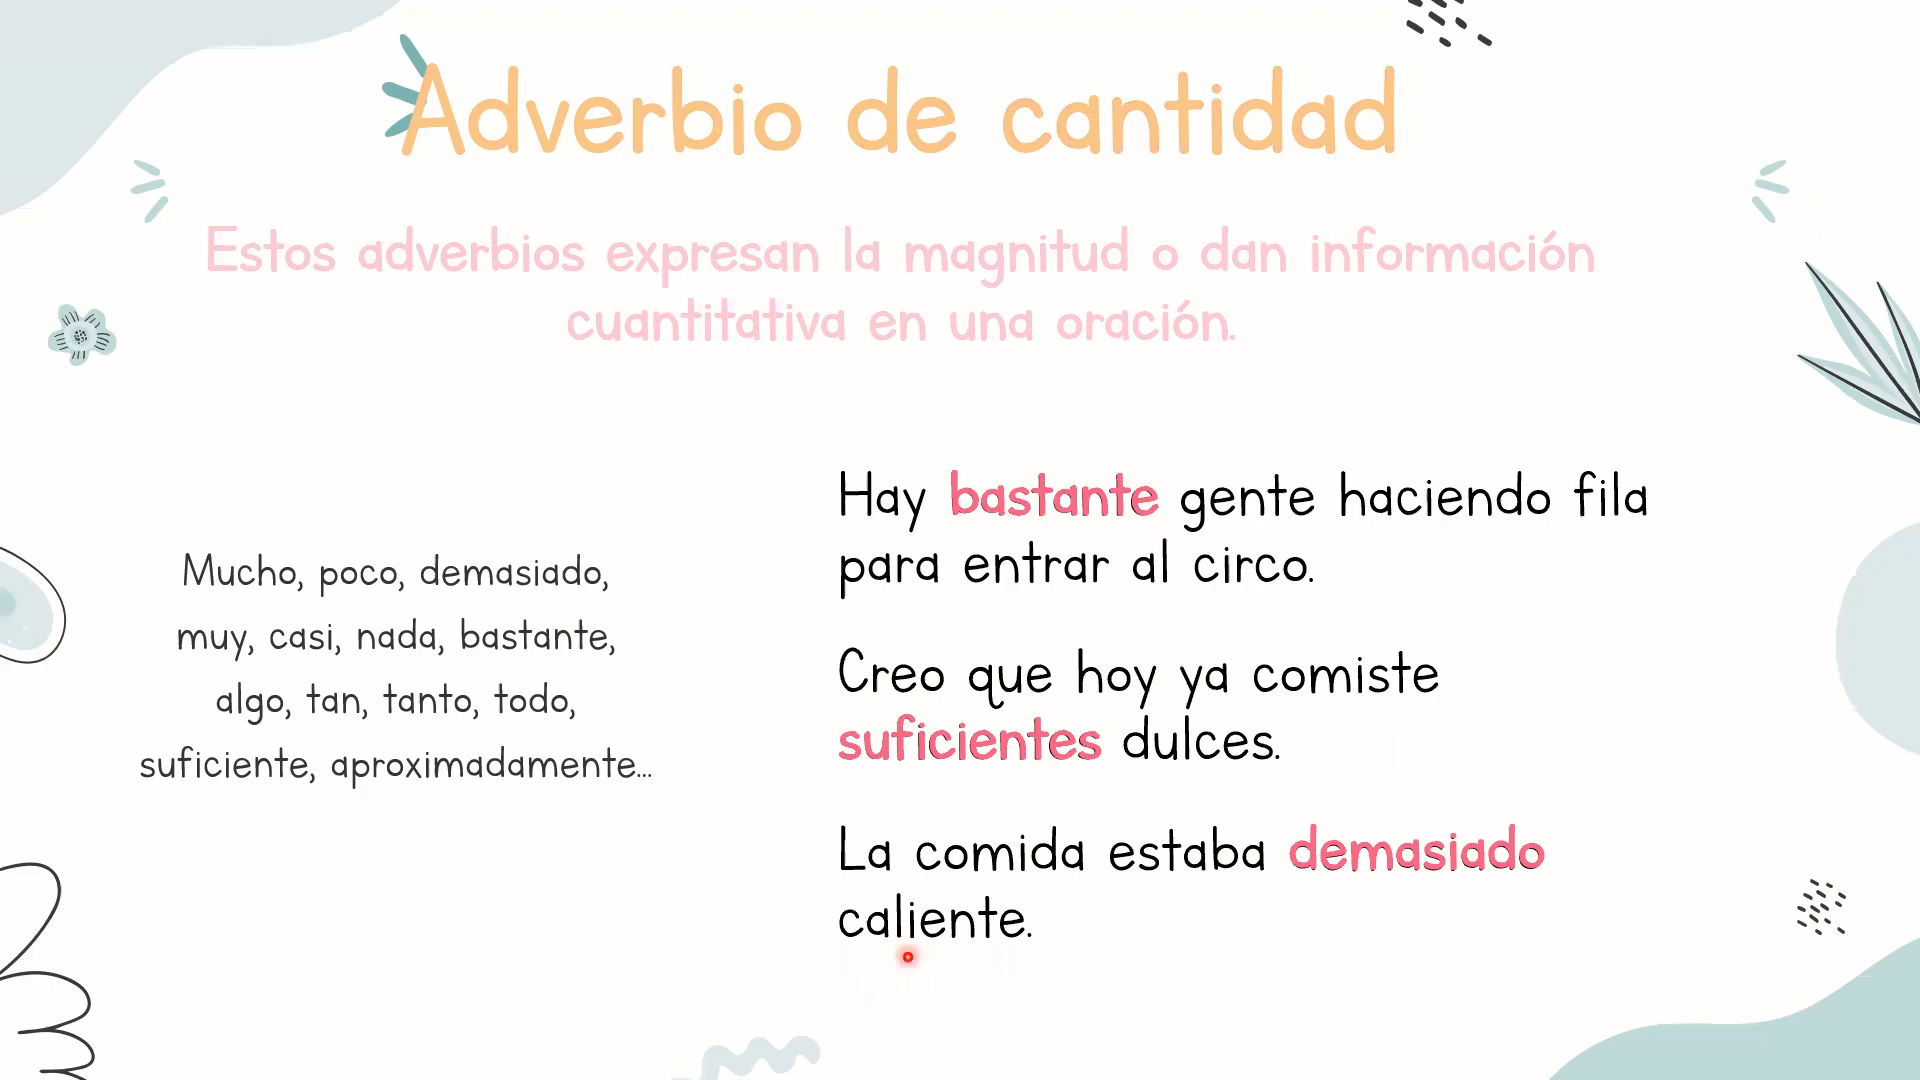 Adverbio de cantidad
Estos adverbios expresan la magnitud o dan información
cuantitativa en una oración.
Mucho, poco, demasiado,
muy, casi, nada, bastante,
algo, tan, tanto, todo,
suficiente, aproximadamente...
Hay bastante gente haciendo fila
para entrar al circo.
Creo que hoy ya comiste
suficientes dulces.
La comida estaba demasiado
caliente.